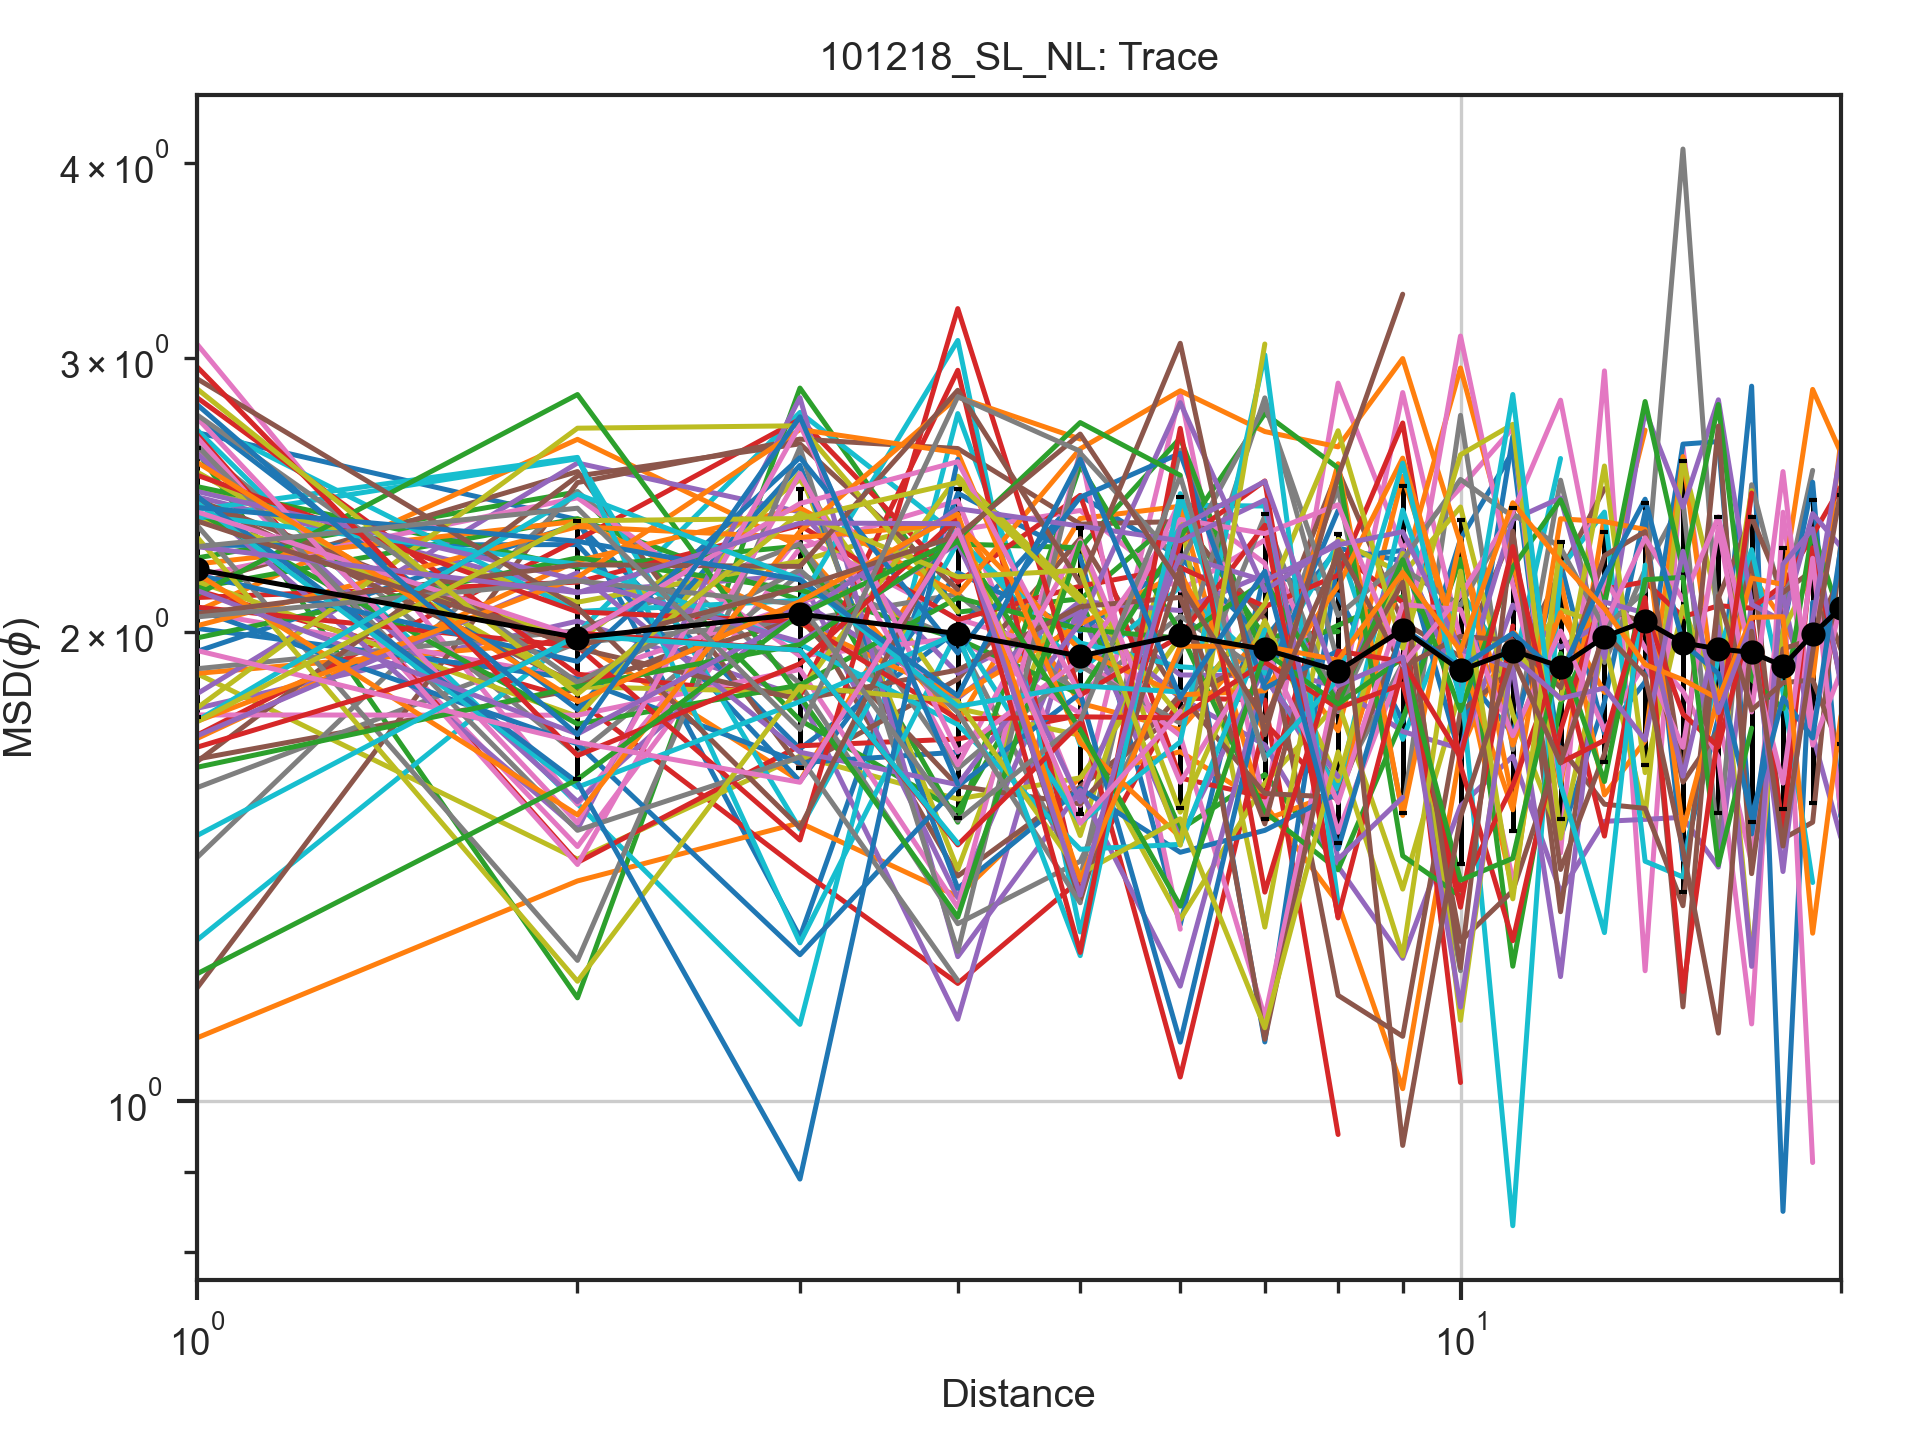 101218_SL_NL: Trace
MSD(ϕ)
4 × 10⁰
3 × 10⁰
2 × 10⁰
10⁰
10⁰
10¹
Distance